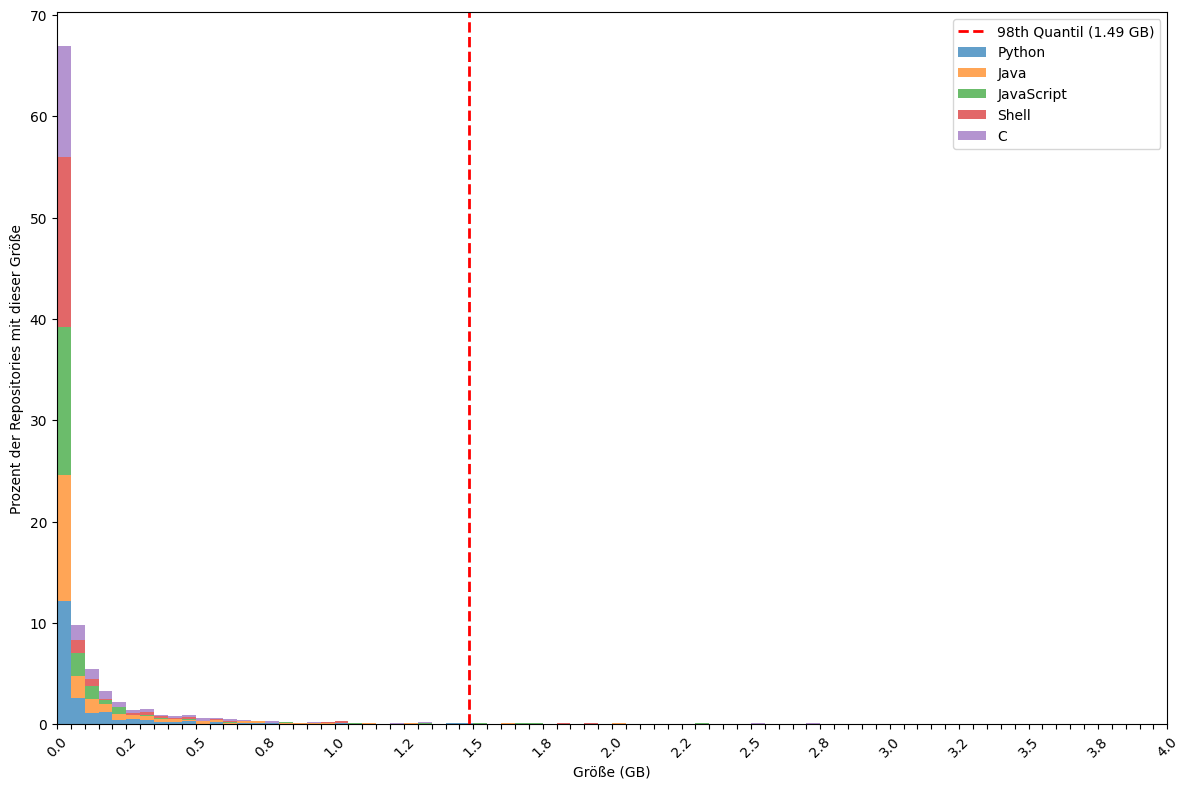 98th Quantil (1.49 GB)
Python
Java
JavaScript
Shell
C
Prozent der Repositories mit dieser Größe
70
60
50
40
30
20
10
0
0.0 0.2 0.5 0.8 1.0 1.2 1.5 1.8 2.0 2.2 2.5 2.8 3.0 3.2 3.5 3.8 4.0
Größe (GB)